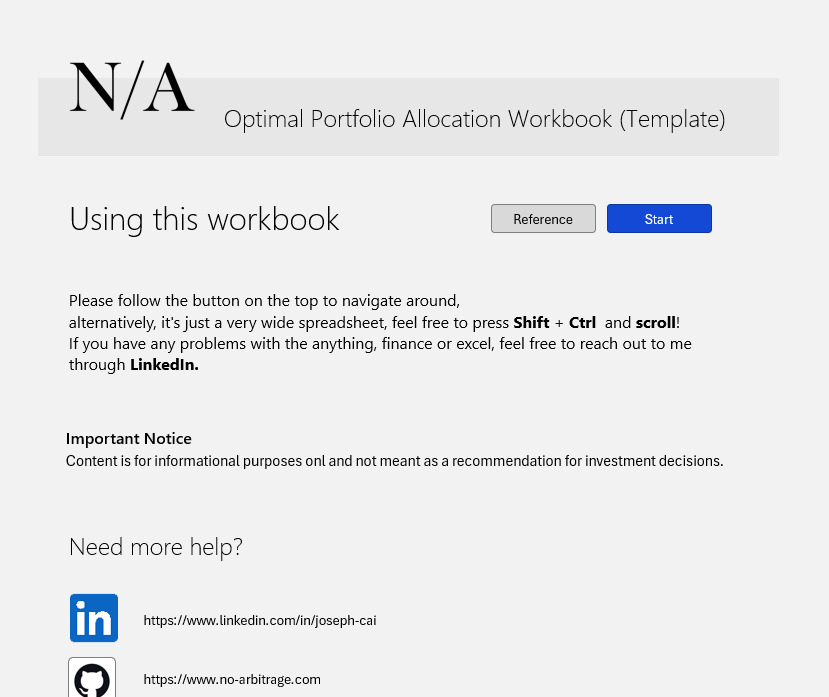 N/A
Optimal Portfolio Allocation Workbook (Template)
Using this workbook
Reference
Start
Please follow the button on the top to navigate around,
alternatively, it's just a very wide spreadsheet, feel free to press Shift + Ctrl  and scroll!
If you have any problems with the anything, finance or excel, feel free to reach out to me
through LinkedIn.
Important Notice
Content is for informational purposes onl and not meant as a recommendation for investment decisions.
Need more help?
in
https://www.linkedin.com/in/joseph-cai
https://www.no-arbitrage.com